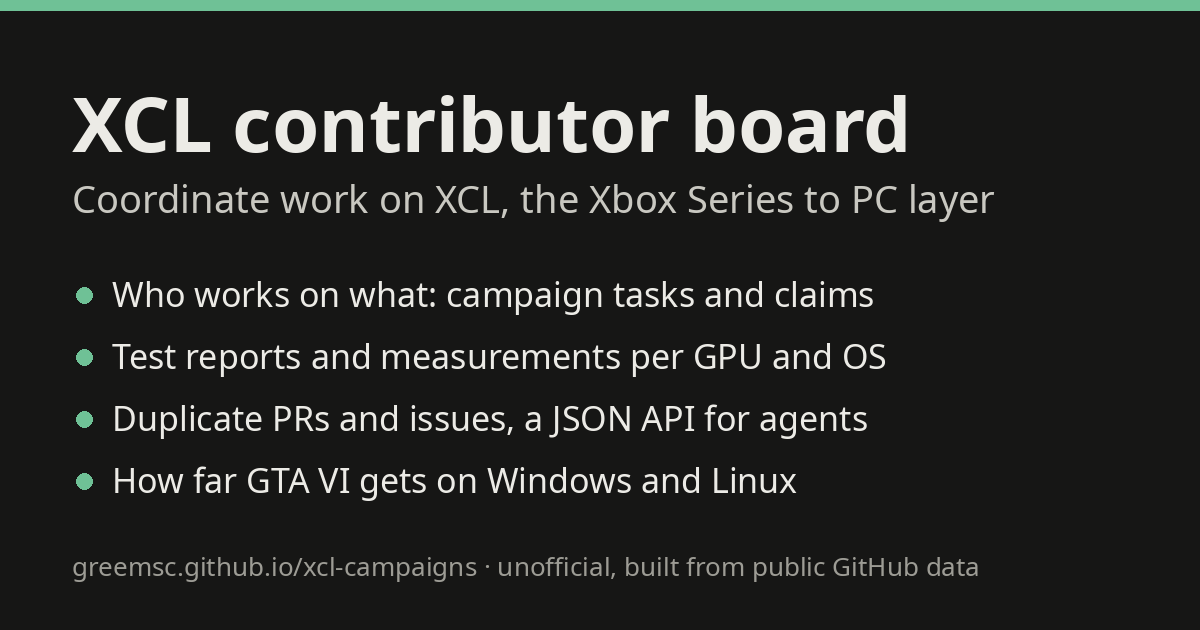 XCL contributor board
Coordinate work on XCL, the Xbox Series to PC layer
Who works on what: campaign tasks and claims
Test reports and measurements per GPU and OS
Duplicate PRs and issues, a JSON API for agents
How far GTA VI gets on Windows and Linux
greemsc.github.io/xcl-campaigns · unofficial, built from public GitHub data